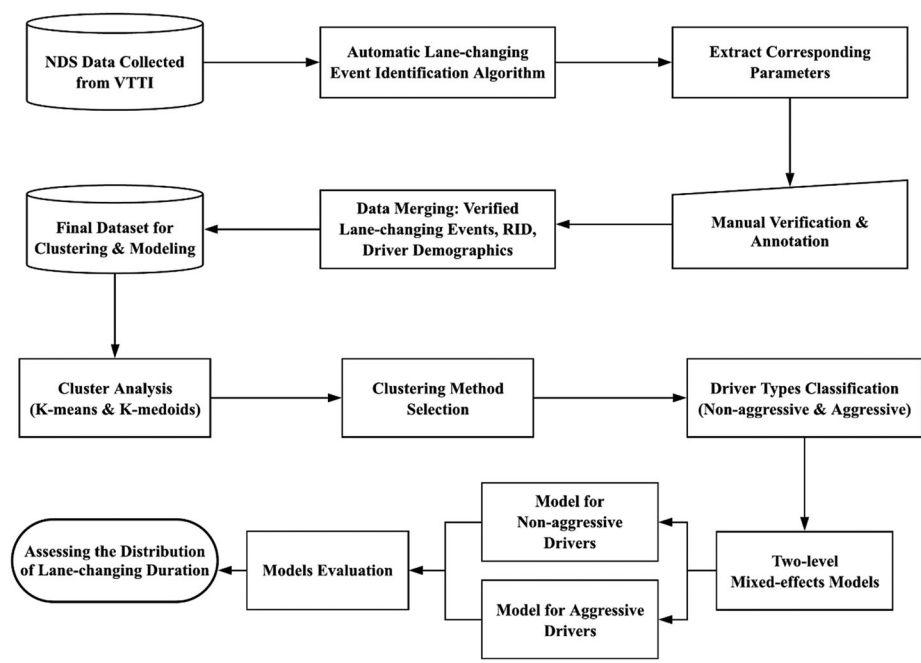 NDS Data Collected
from VTTI
Automatic Lane-changing
Event Identification Algorithm
Extract Corresponding
Parameters
Manual Verification &
Annotation
Data Merging: Verified
Lane-changing Events, RID,
Driver Demographics
Final Dataset for
Clustering & Modeling
Cluster Analysis
(K-means & K-medoids)
Clustering Method
Selection
Driver Types Classification
(Non-aggressive & Aggressive)
Two-level
Mixed-effects Models
Model for
Non-aggressive
Drivers
Model for Aggressive
Drivers
Models Evaluation
Assessing the Distribution
of Lane-changing Duration